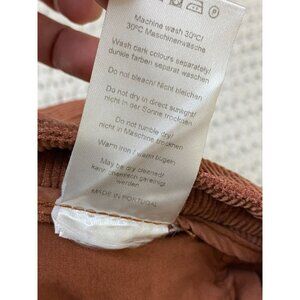 Machine wash 30°C/
30°C Maschinenwäsche
Wash dark colours separately/
dunkle farben separat waschen
Do not bleach/ nicht bleichen
Do not dry in direct sunlight/
nicht in der Sonne trocknen
Do not tumble dry/
nicht in Maschine trocknen
Warm iron / warm bügeln
May be dry cleaned/
kann chemisch gereinigt
werden
MADE IN PORTUGAL